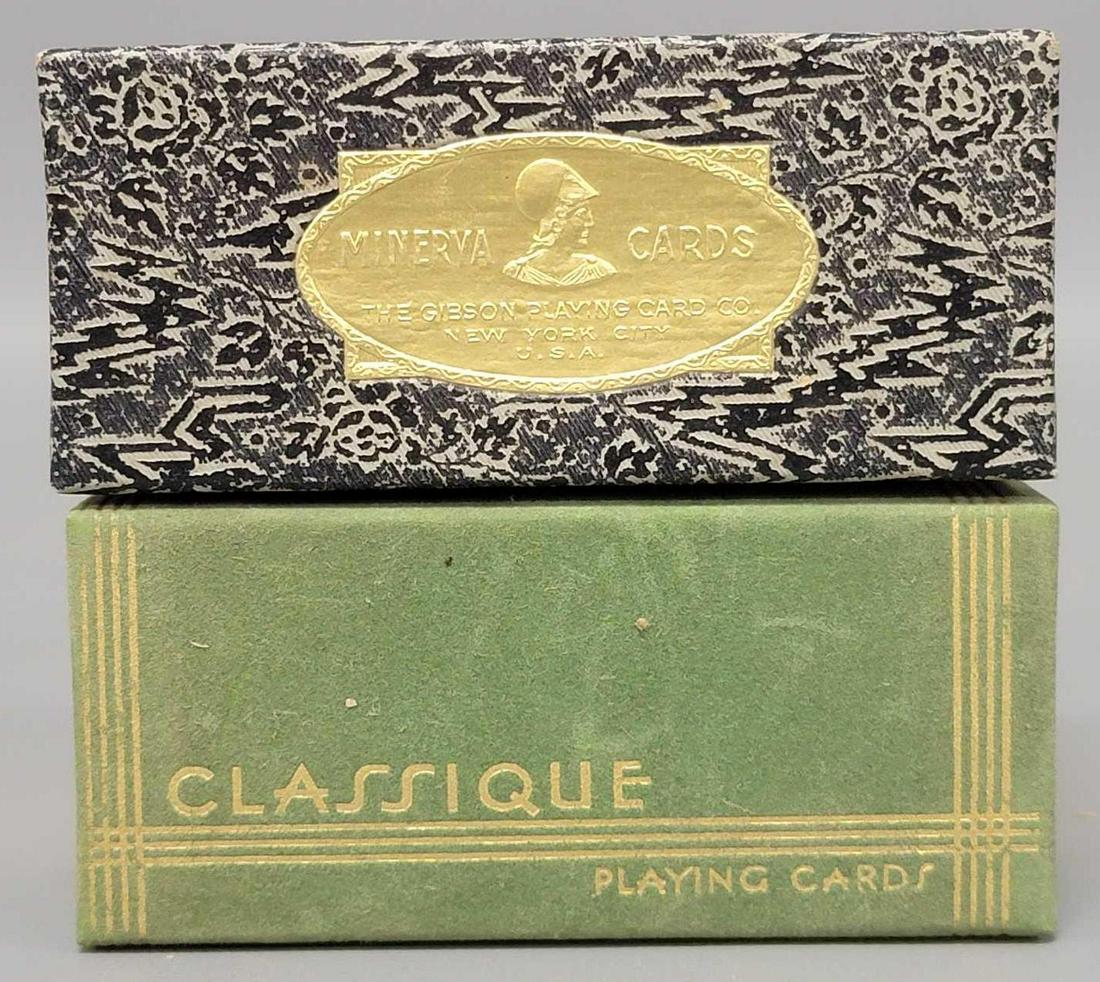 MINERVA CARDS
THE GIBSON PLAYING CARD CO.
NEW YORK CITY
U.S.A.
CLASSIQUE
PLAYING CARDS